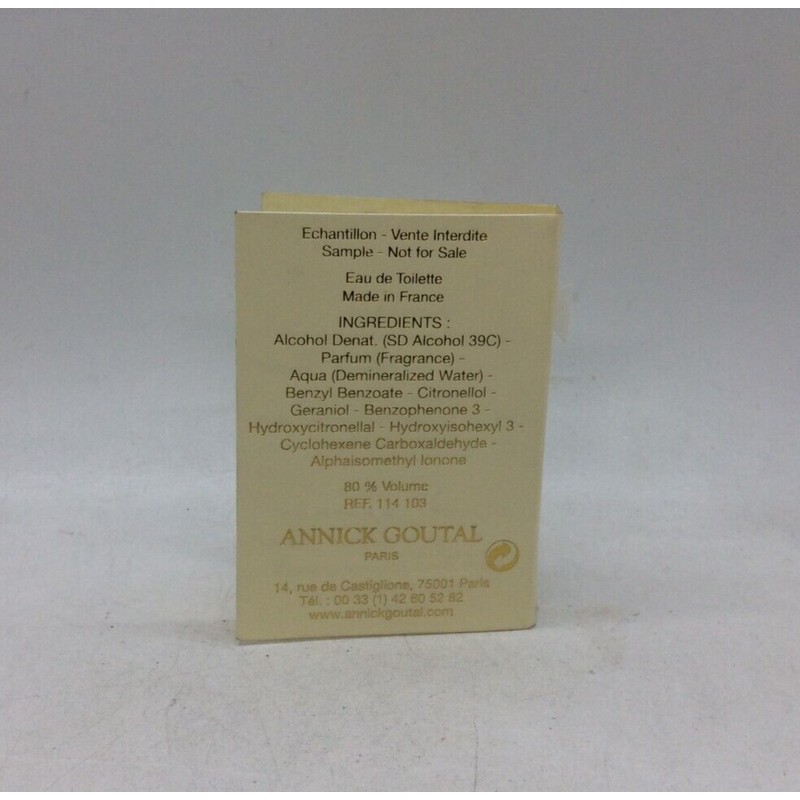 Echantillon - Vente Interdite
Sample - Not for Sale
Eau de Toilette
Made in France
INGREDIENTS :
Alcohol Denat. (SD Alcohol 39C) -
Parfum (Fragrance) -
Aqua (Demineralized Water) -
Benzyl Benzoate - Citronellol -
Geraniol - Benzophenone 3 -
Hydroxycitronellal - Hydroxyisohexyl 3 -
Cyclohexene Carboxaldehyde -
Alphaisomethyl Ionone
80 % Volume
REF. 114 103
ANNICK GOUTAL
PARIS
14, rue de Castiglione, 75001 Paris
Tél. : 00 33 (1) 42 60 52 82
www.annickgoutal.com